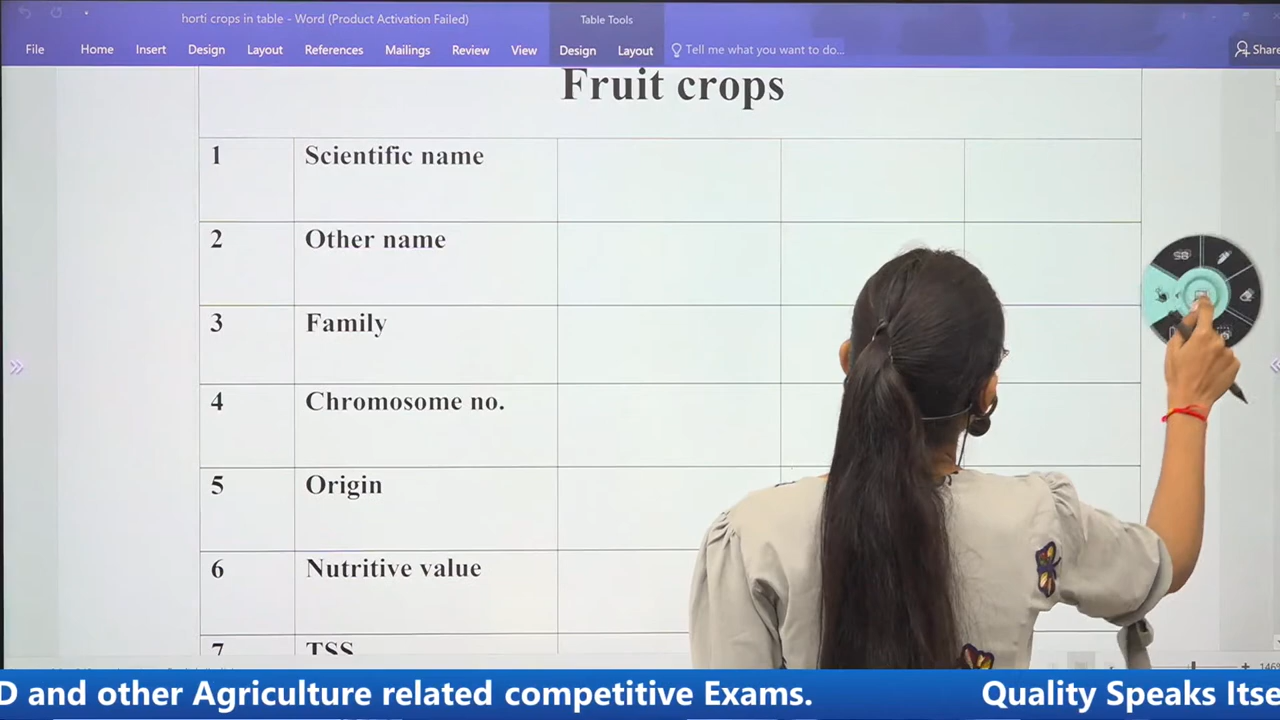 horti crops in table - Word (Product Activation Failed)
Table Tools
File Home Insert Design Layout References Mailings Review View Design Layout Tell me what you want to do... Share
Fruit crops
1 Scientific name
2 Other name
3 Family
4 Chromosome no.
5 Origin
6 Nutritive value
7 TSS
146%
D and other Agriculture related competitive Exams. Quality Speaks Itse